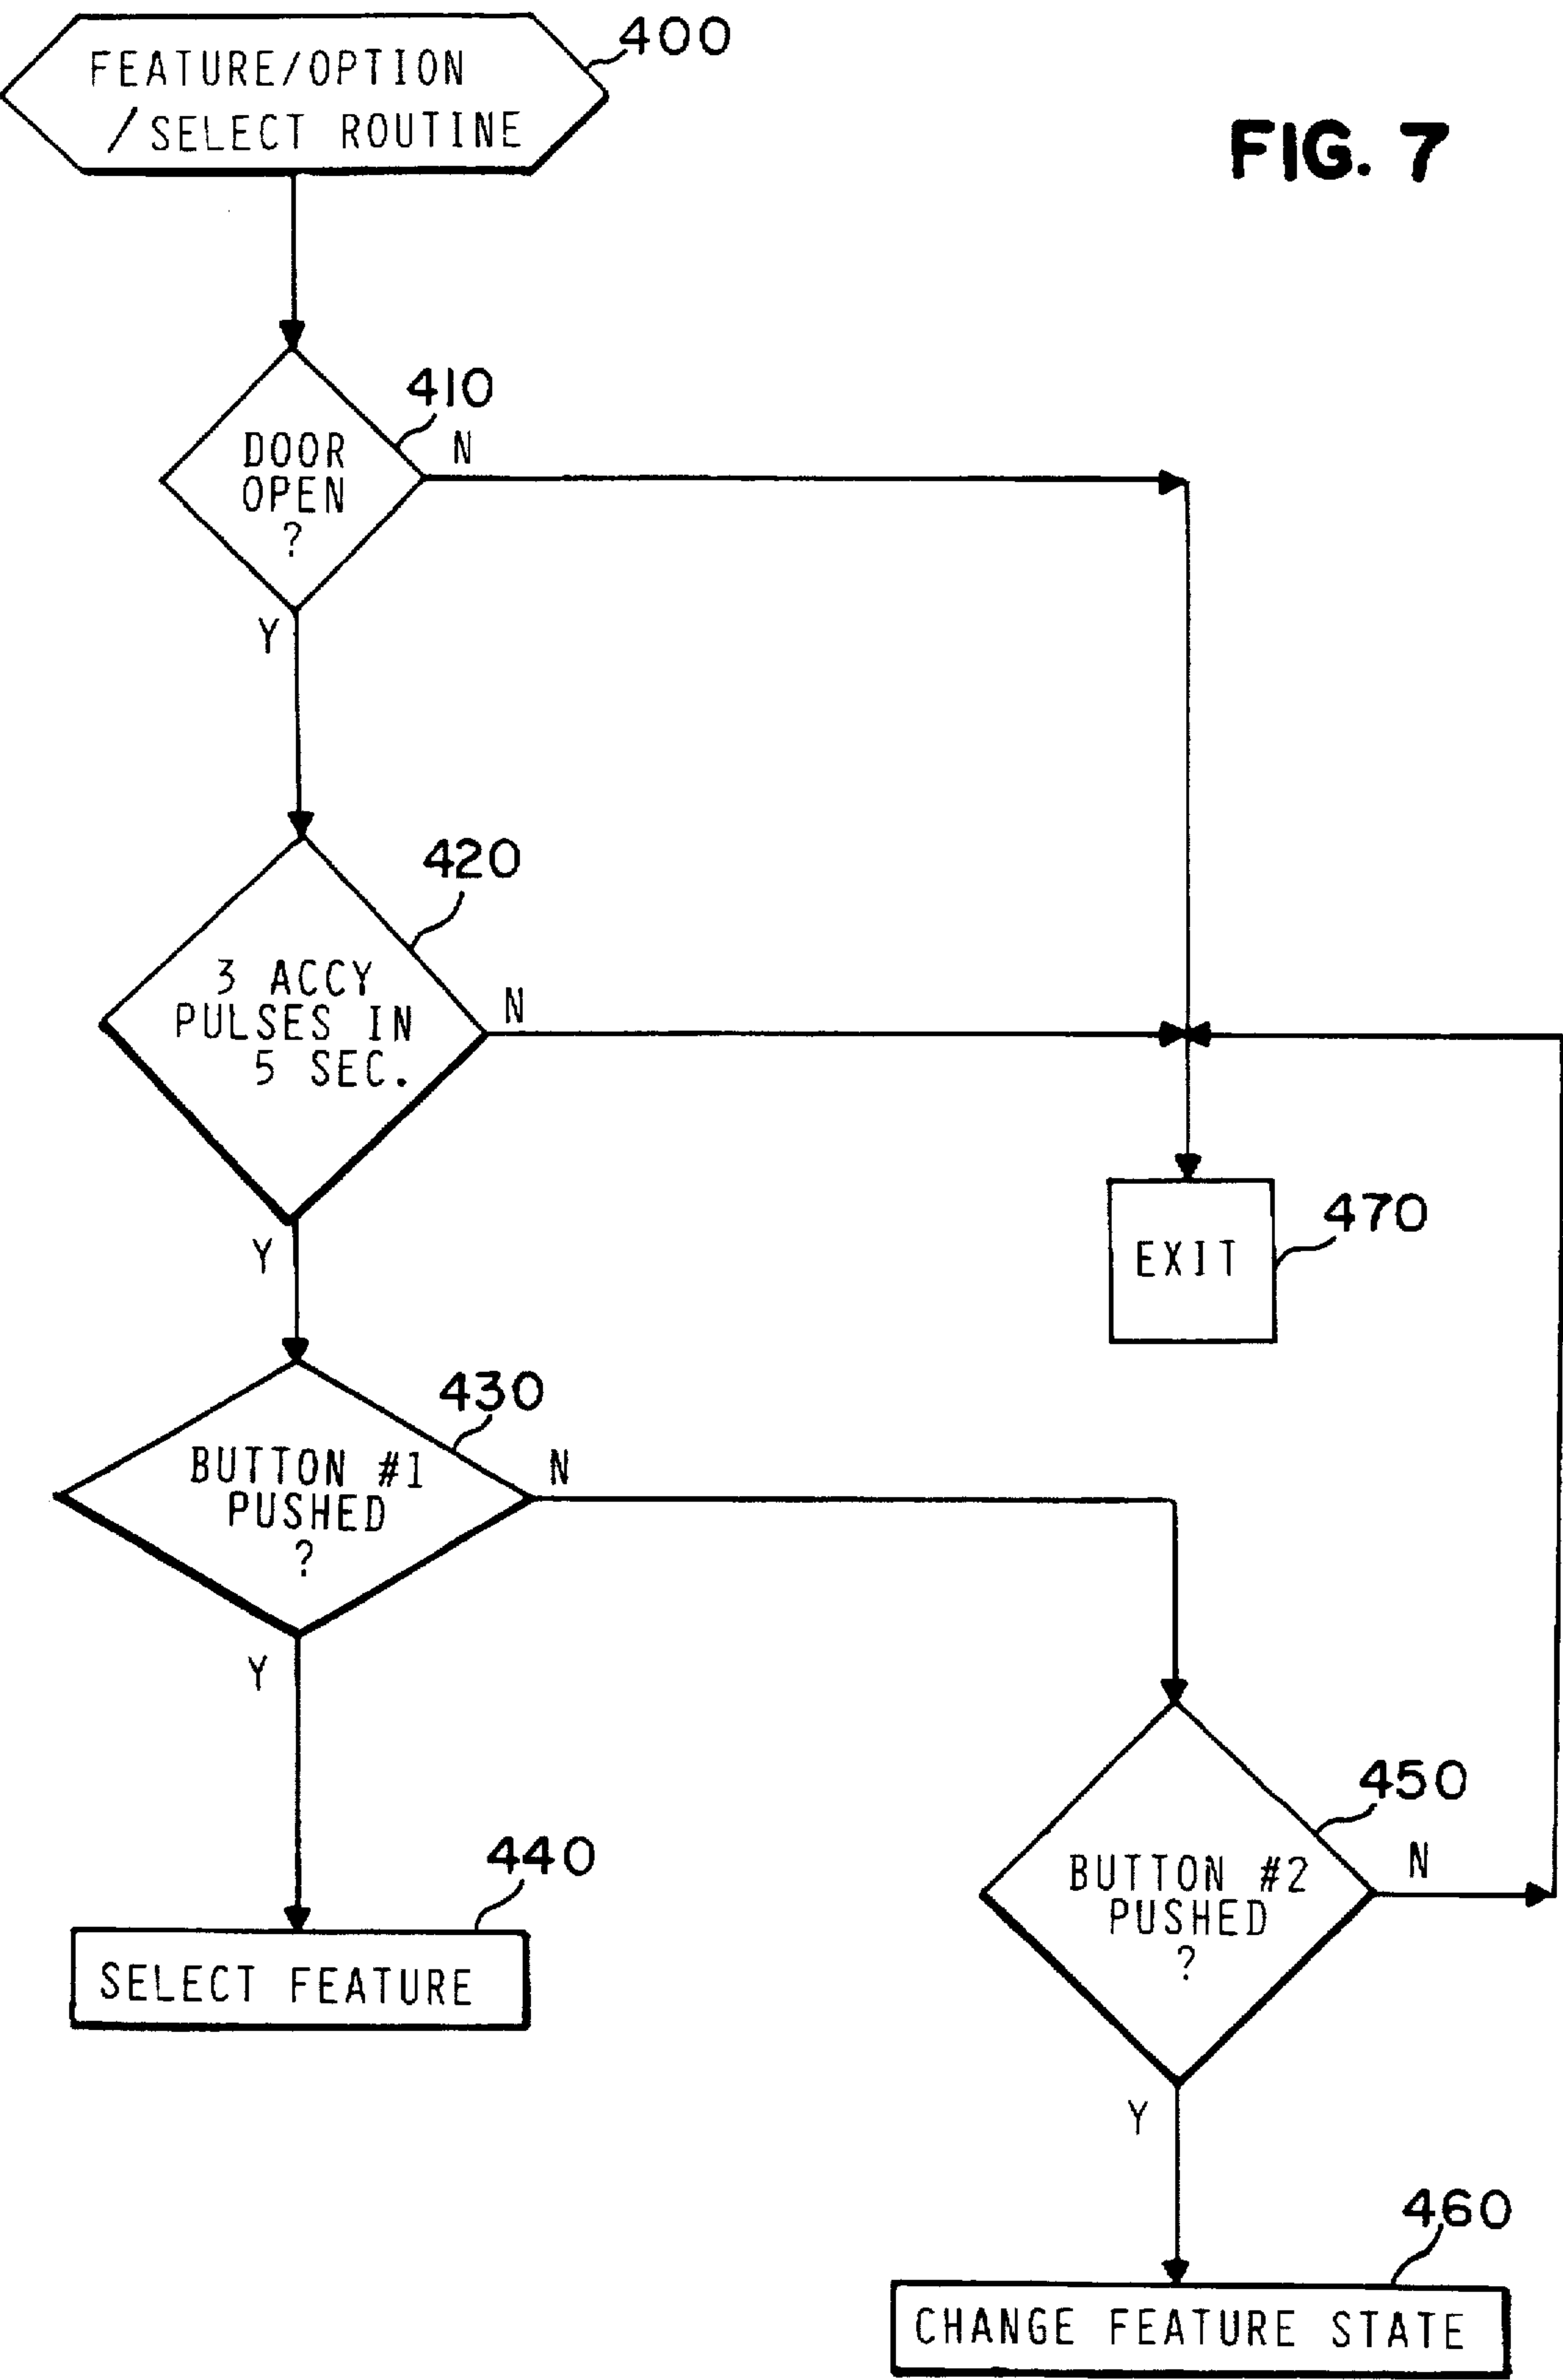 FEATURE/OPTION
/SELECT ROUTINE
400
FIG. 7
410
DOOR
OPEN
?
N
Y
420
3 ACCY
PULSES IN
5 SEC.
N
Y
470
EXIT
430
BUTTON #1
PUSHED
?
N
Y
440
SELECT FEATURE
450
BUTTON #2
PUSHED
?
N
Y
460
CHANGE FEATURE STATE